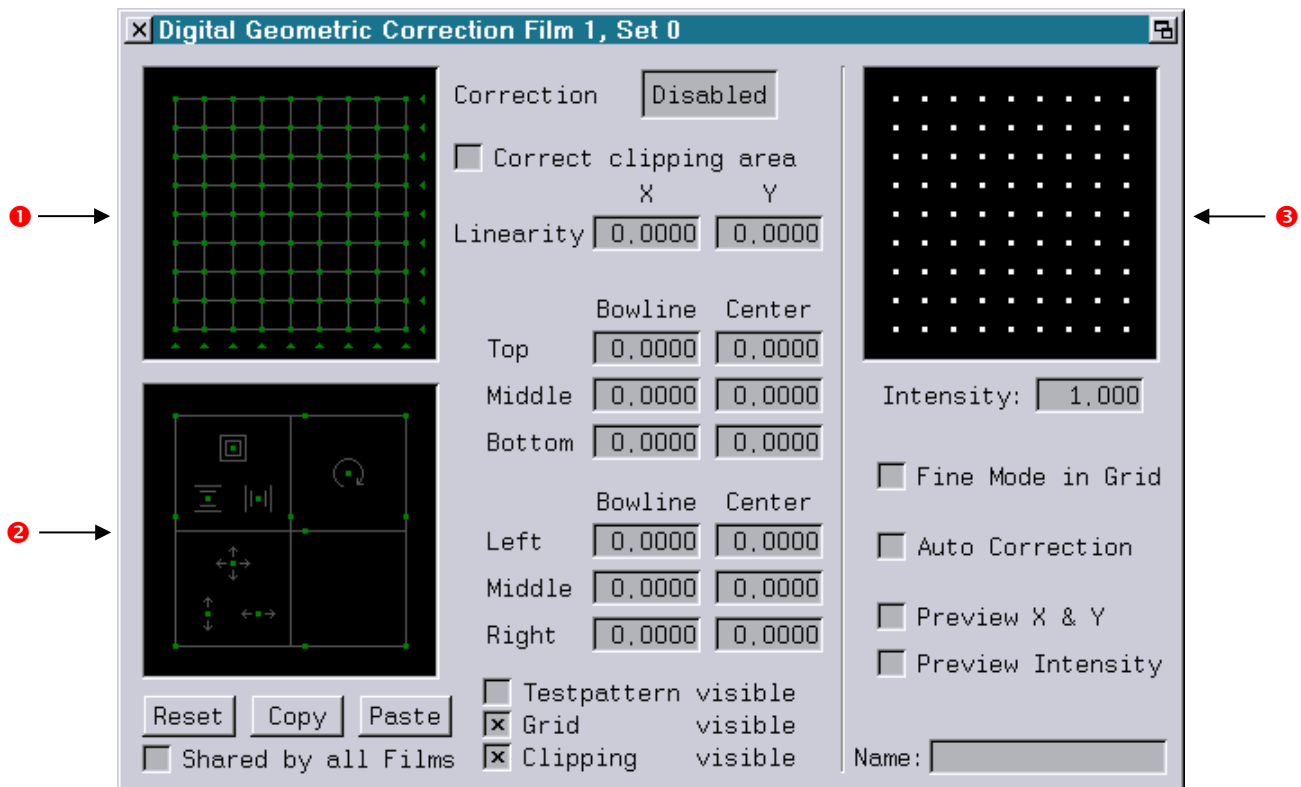 Digital Geometric Correction Film 1, Set 0
Correction Disabled
Correct clipping area
X Y
Linearity 0,0000 0,0000
Bowline Center
Top 0,0000 0,0000
Middle 0,0000 0,0000
Bottom 0,0000 0,0000
Bowline Center
Left 0,0000 0,0000
Middle 0,0000 0,0000
Right 0,0000 0,0000
Testpattern visible
Grid visible
Clipping visible
Reset Copy Paste
Shared by all Films
Intensity: 1,000
Fine Mode in Grid
Auto Correction
Preview X & Y
Preview Intensity
Name:
1
2
3